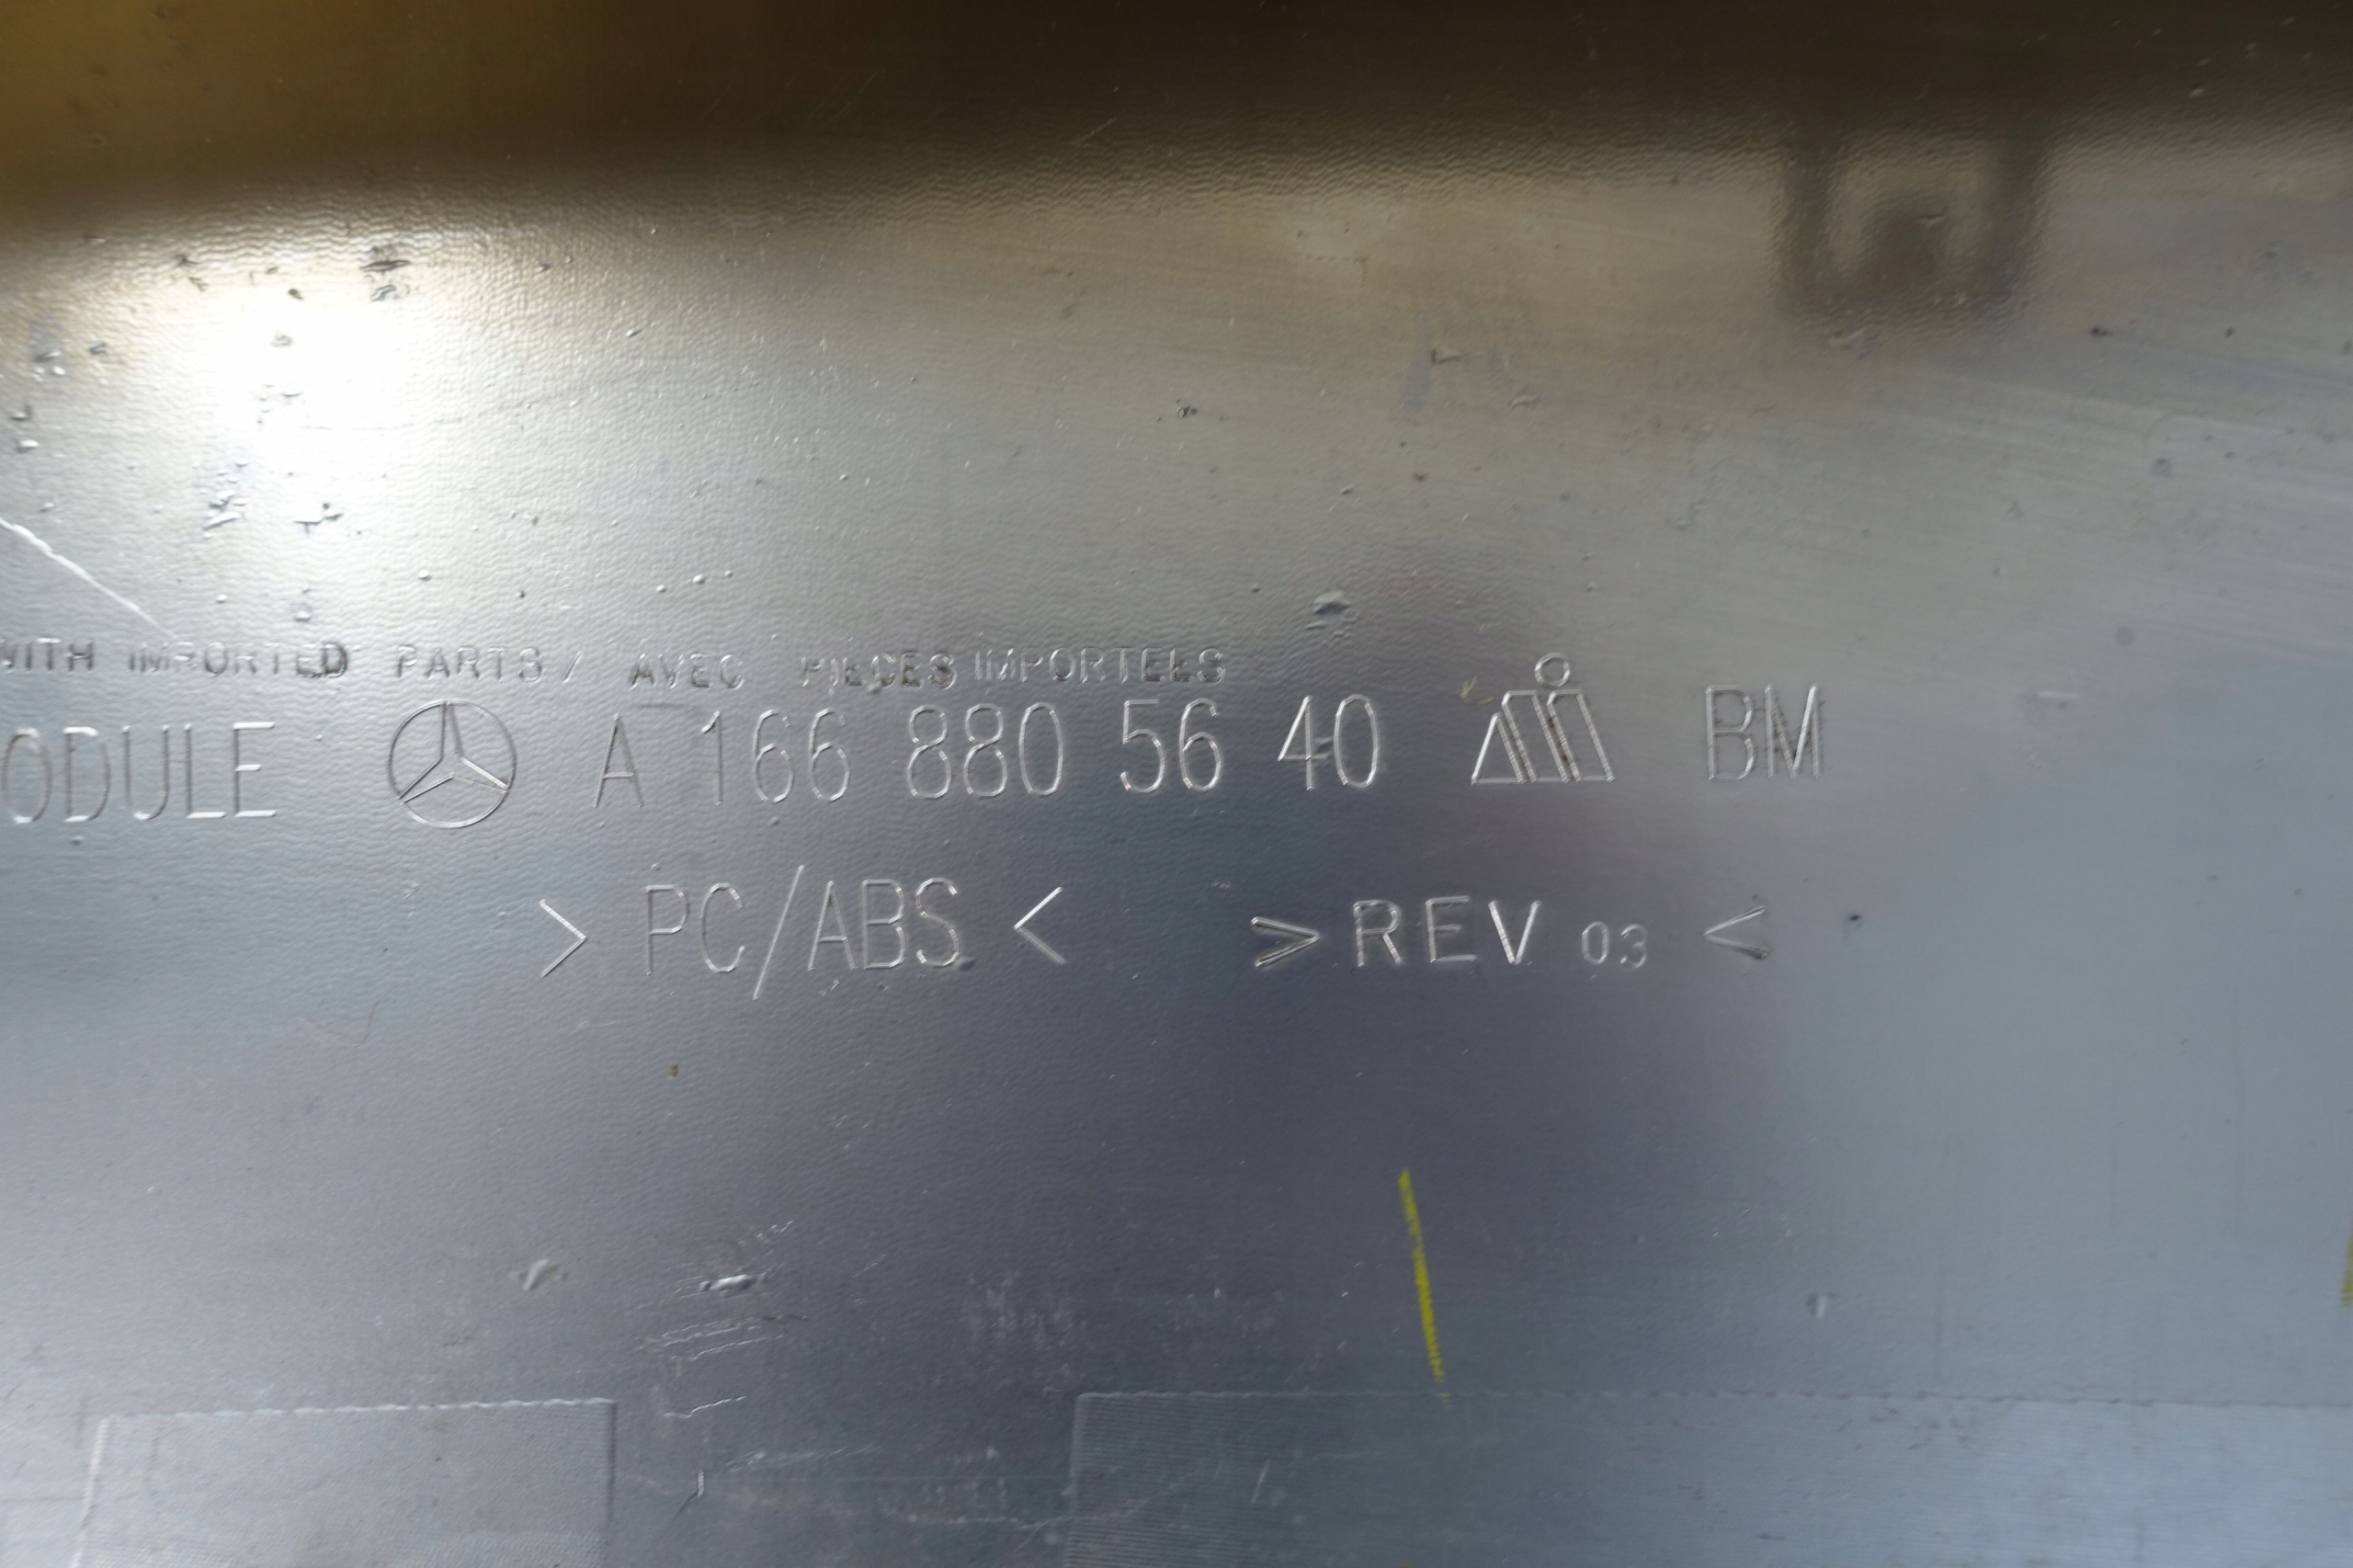 WITH IMPORTED PARTS / AVEC PIECES IMPORTEES
ODULE A 166 880 56 40 BM
> PC/ABS < > REV 03 <